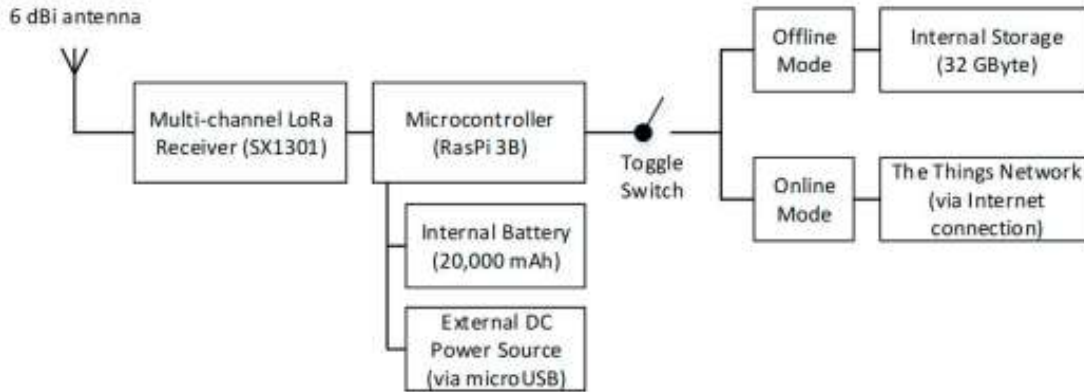 6 dBi antenna
Multi-channel LoRa
Receiver (SX1301)
Microcontroller
(RasPi 3B)
Internal Battery
(20,000 mAh)
External DC
Power Source
(via microUSB)
Toggle
Switch
Offline
Mode
Internal Storage
(32 GByte)
Online
Mode
The Things Network
(via Internet
connection)